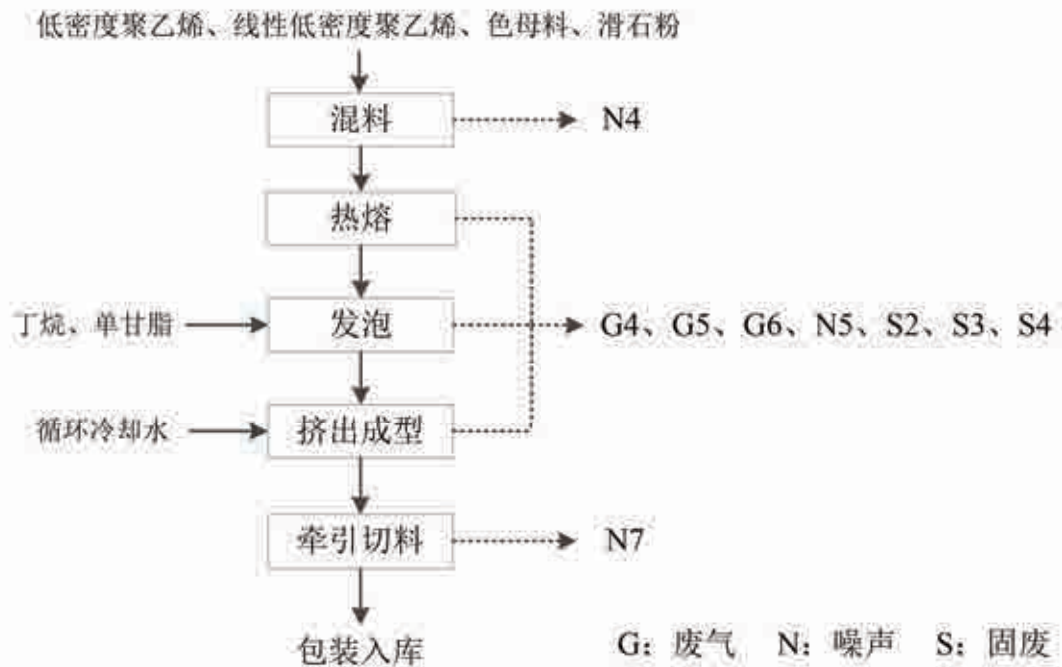 低密度聚乙烯、线性低密度聚乙烯、色母料、滑石粉
混料
N4
热熔
丁烷、单甘脂
发泡
G4、G5、G6、N5、S2、S3、S4
循环冷却水
挤出成型
牵引切料
N7
包装入库
G：废气 N：噪声 S：固废